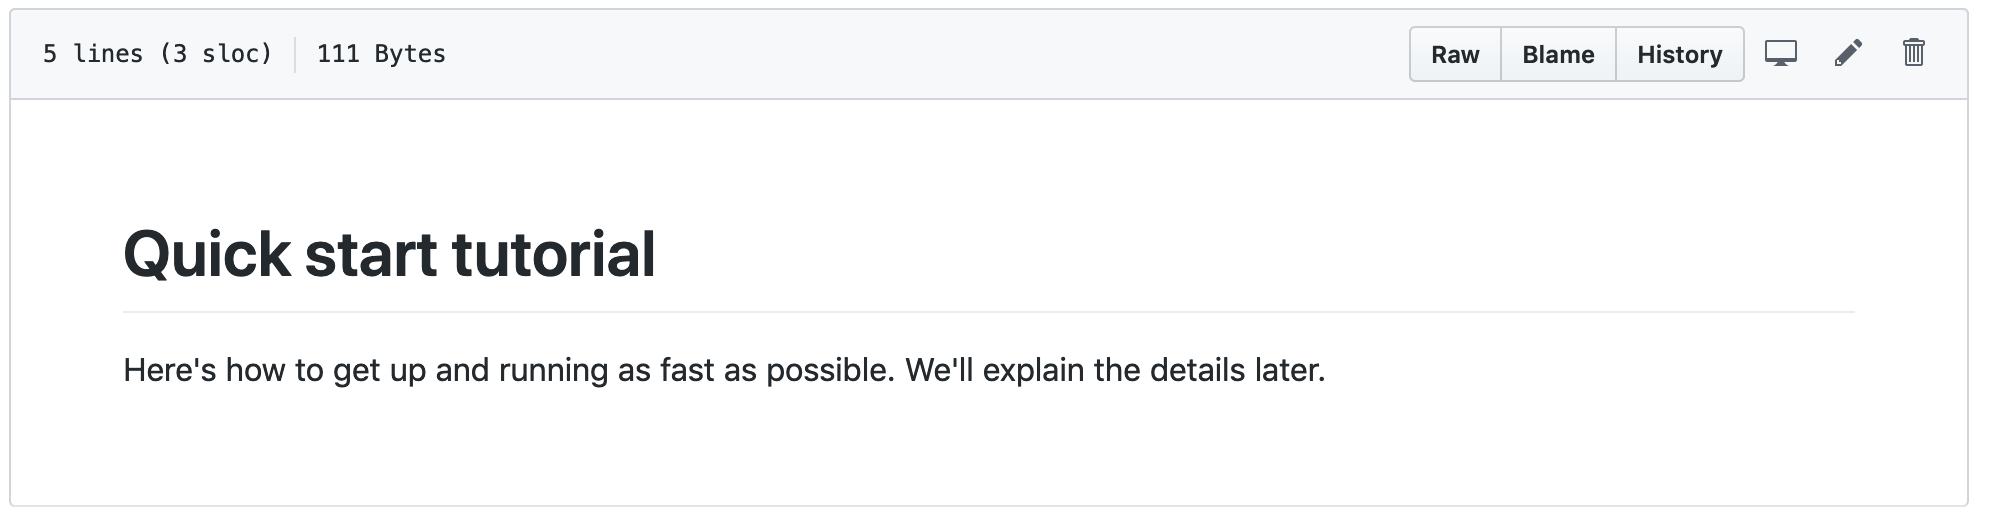 5 lines (3 sloc) 111 Bytes Raw Blame History
Quick start tutorial
Here's how to get up and running as fast as possible. We'll explain the details later.